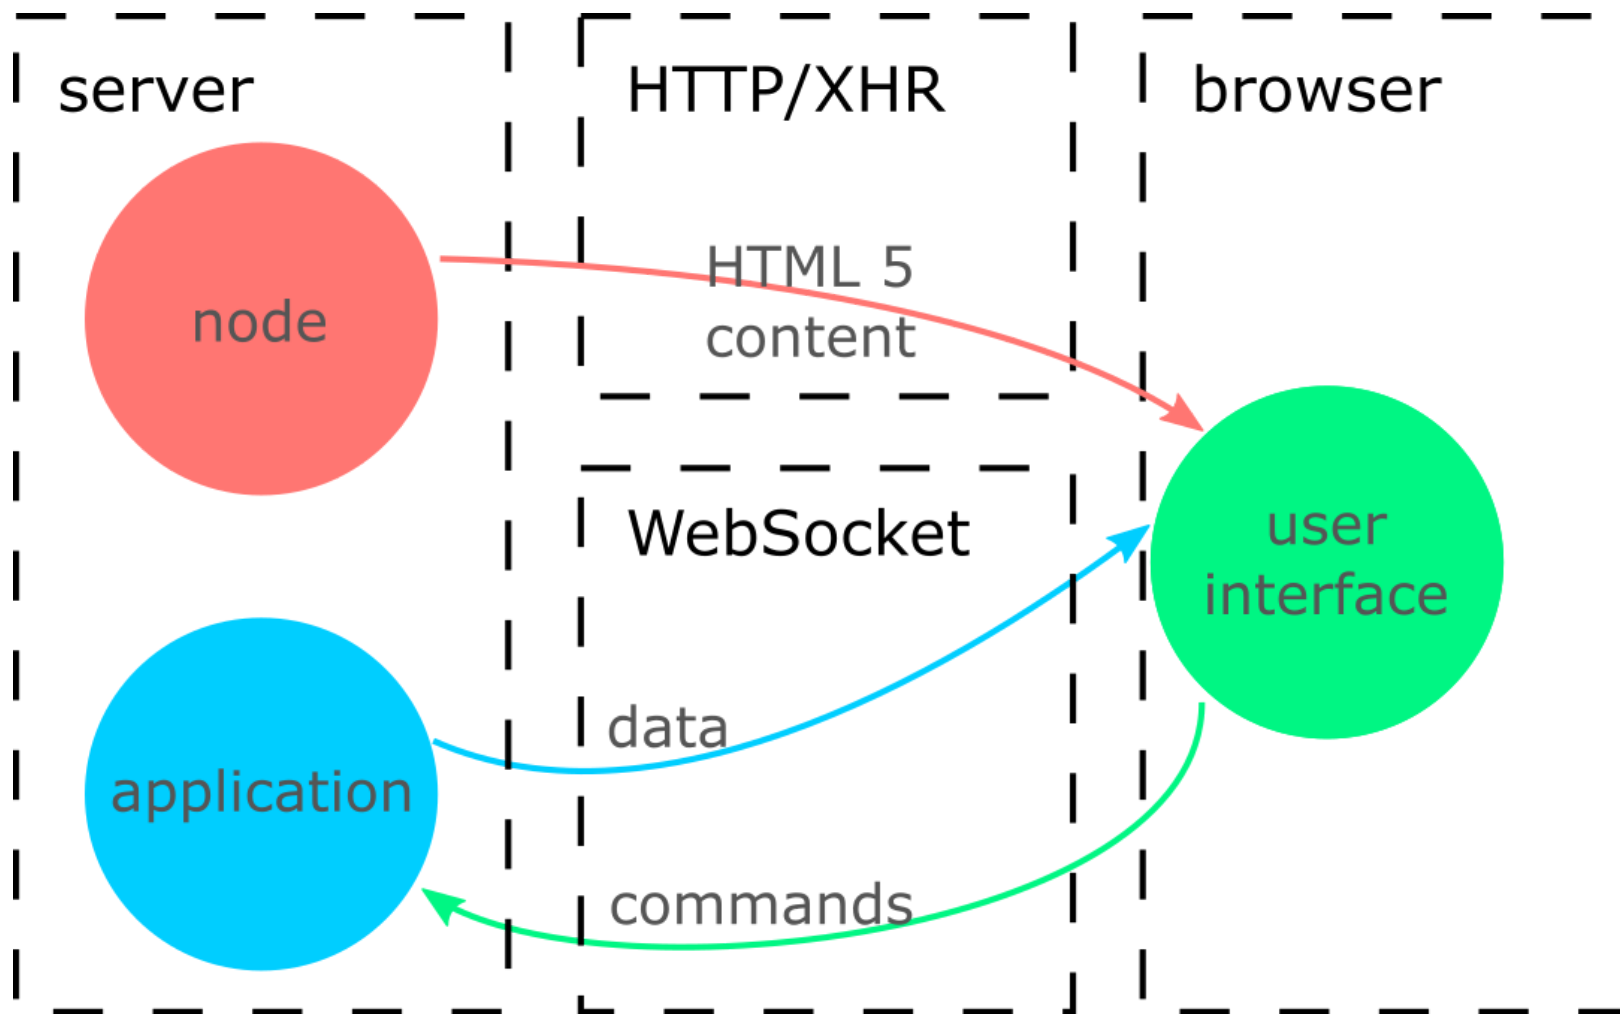 server
HTTP/XHR
browser
node
HTML 5
content
WebSocket
user
interface
data
application
commands